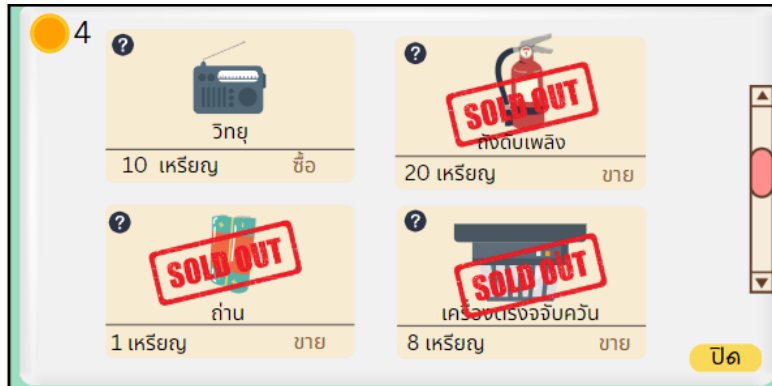 4
?
?
วิทยุ
SOLD OUT
ถังดับเพลิง
10 เหรียญ ซื้อ
20 เหรียญ ขาย
?
?
SOLD OUT
SOLD OUT
ถ่าน
เครื่องตรวจจับควัน
1 เหรียญ ขาย
8 เหรียญ ขาย
ปิด